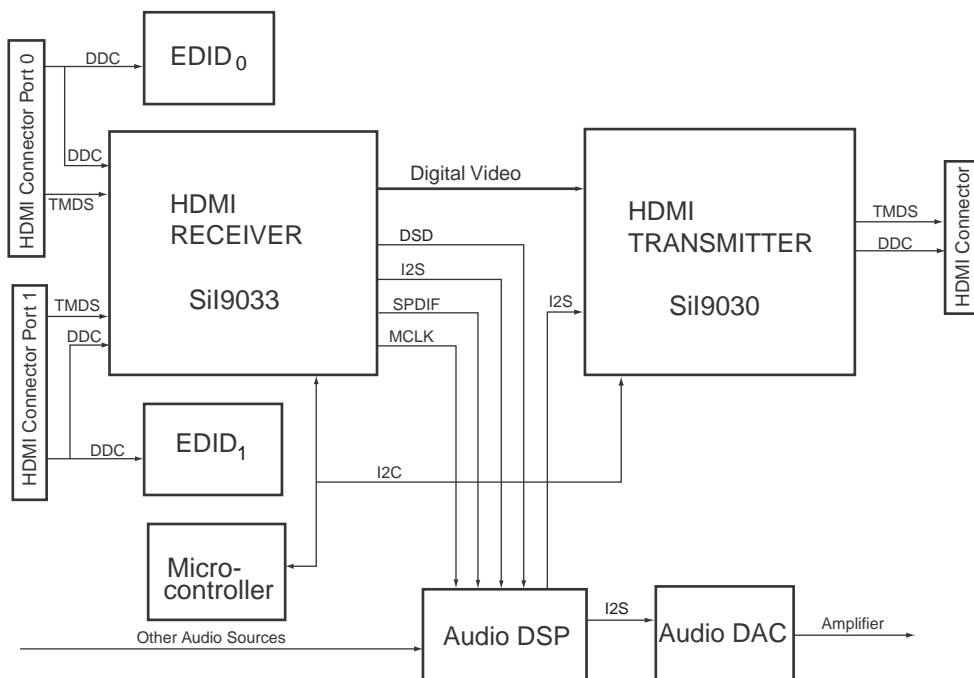 HDMI Connector Port 0
DDC
EDID0
DDC
TMDS
HDMI
RECEIVER
SiI9033
Digital Video
DSD
I2S
SPDIF
MCLK
HDMI
TRANSMITTER
SiI9030
TMDS
DDC
HDMI Connector
HDMI Connector Port 1
TMDS
DDC
DDC
EDID1
I2S
I2C
Micro-
controller
Other Audio Sources
Audio DSP
I2S
Audio DAC
Amplifier